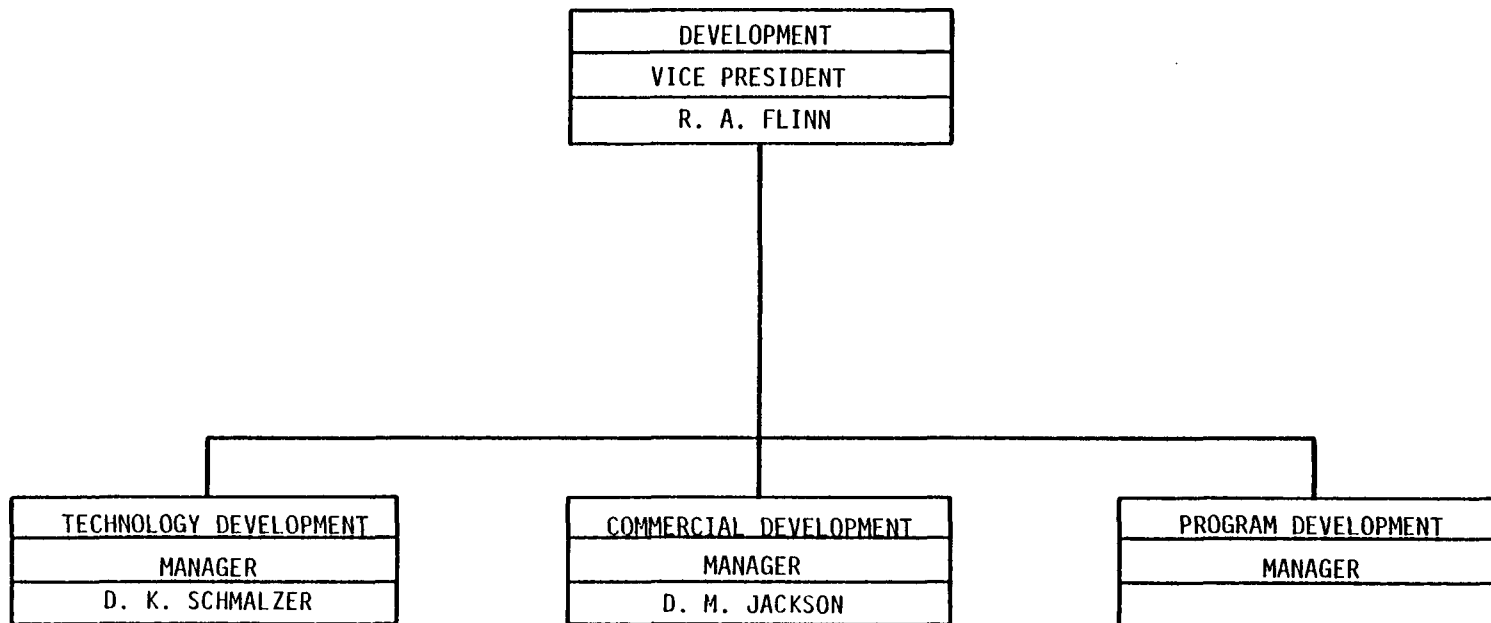 DEVELOPMENT
VICE PRESIDENT
R. A. FLINN
TECHNOLOGY DEVELOPMENT
MANAGER
D. K. SCHMALZER
COMMERCIAL DEVELOPMENT
MANAGER
D. M. JACKSON
PROGRAM DEVELOPMENT
MANAGER